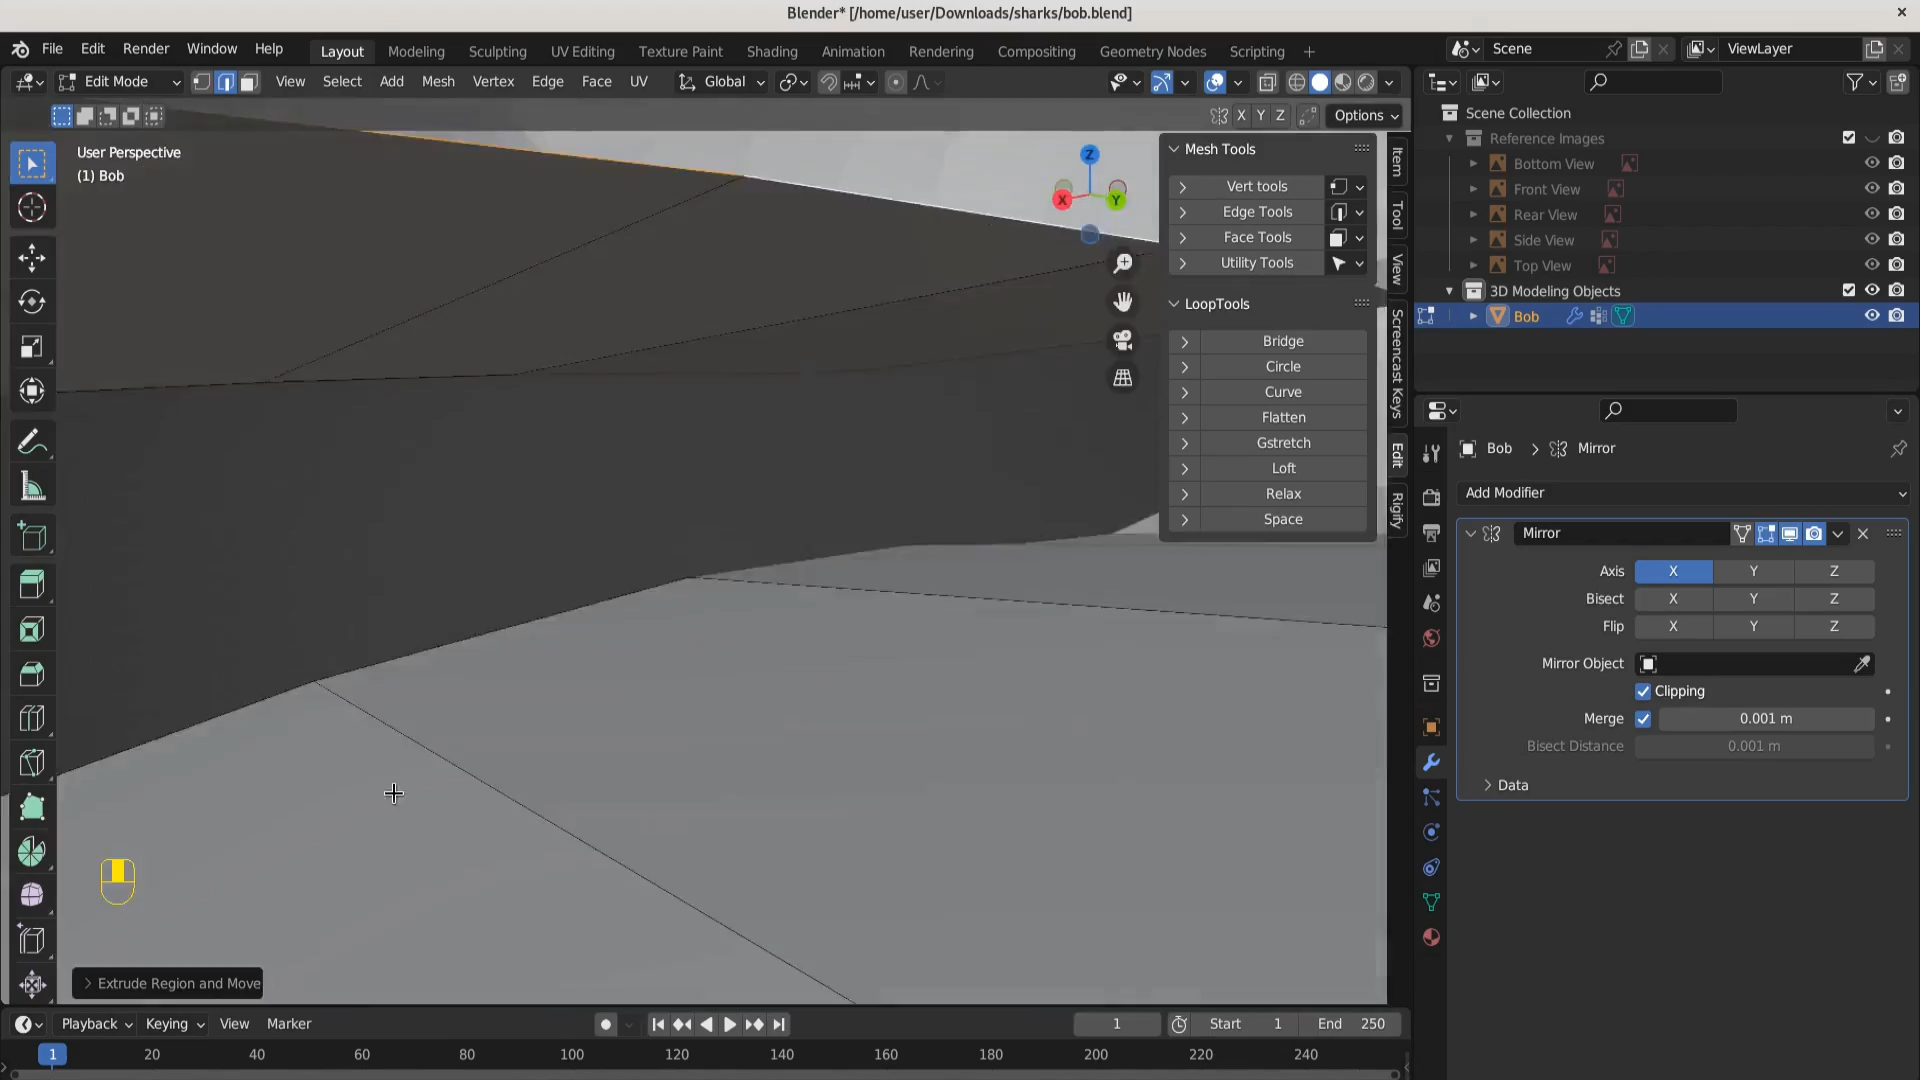 Blender* [/home/user/Downloads/sharks/bob.blend]
File Edit Render Window Help
Layout Modeling Sculpting UV Editing Texture Paint Shading Animation Rendering Compositing Geometry Nodes Scripting
Scene
ViewLayer
Edit Mode
View Select Add Mesh Vertex Edge Face UV
Global
X Y Z
Options
User Perspective
(1) Bob
Z
X
Y
Mesh Tools
Vert tools
Edge Tools
Face Tools
Utility Tools
LoopTools
Bridge
Circle
Curve
Flatten
Gstretch
Loft
Relax
Space
Item
Tool
View
Screencast Keys
Edit
Rigify
Scene Collection
Reference Images
Bottom View
Front View
Rear View
Side View
Top View
3D Modeling Objects
Bob
Bob > Mirror
Add Modifier
Mirror
Axis X Y Z
Bisect X Y Z
Flip X Y Z
Mirror Object
Clipping
Merge 0.001 m
Bisect Distance 0.001 m
Data
Extrude Region and Move
Playback Keying View Marker
1
Start 1
End 250
1 20 40 60 80 100 120 140 160 180 200 220 240